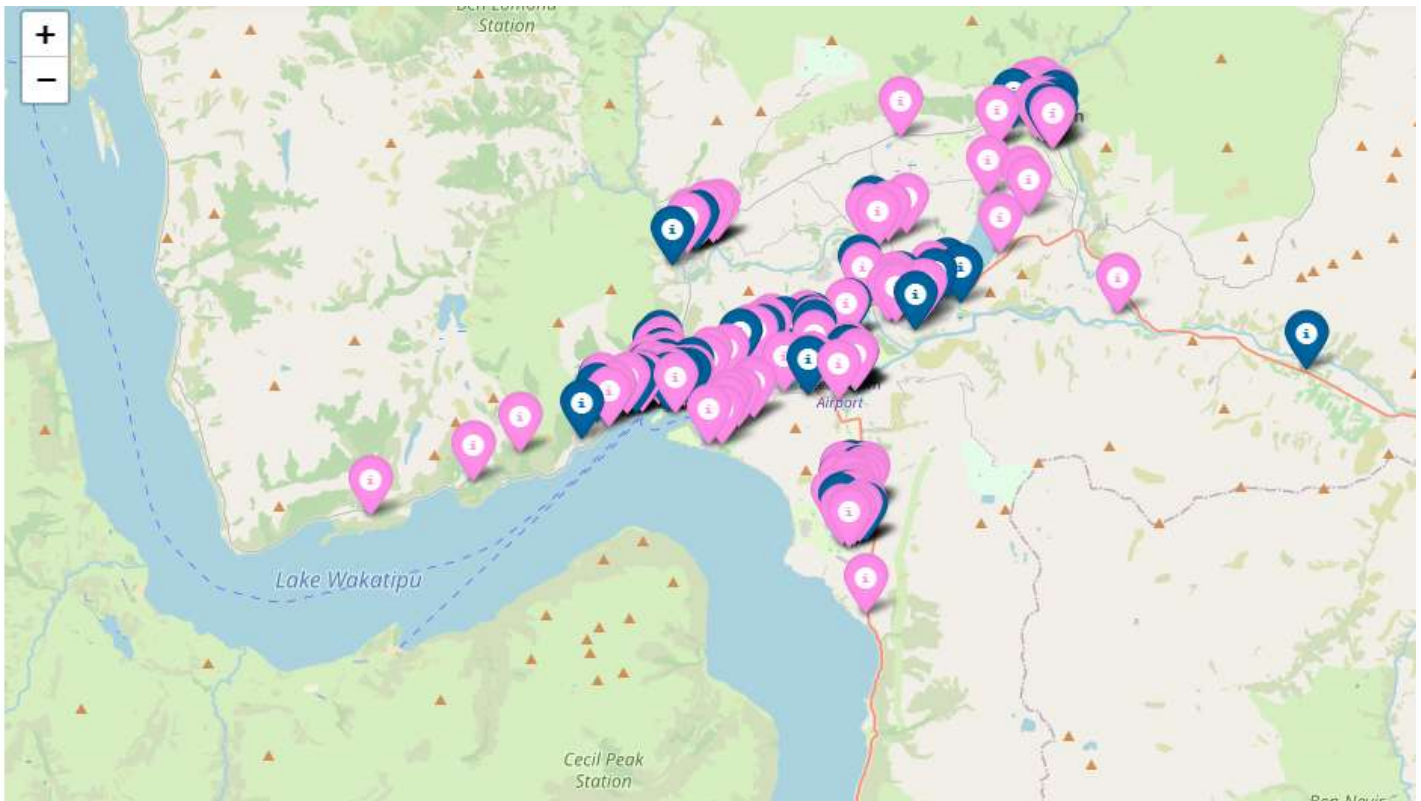 +
−
Station
Airport
Lake Wakatipu
Cecil Peak
Station